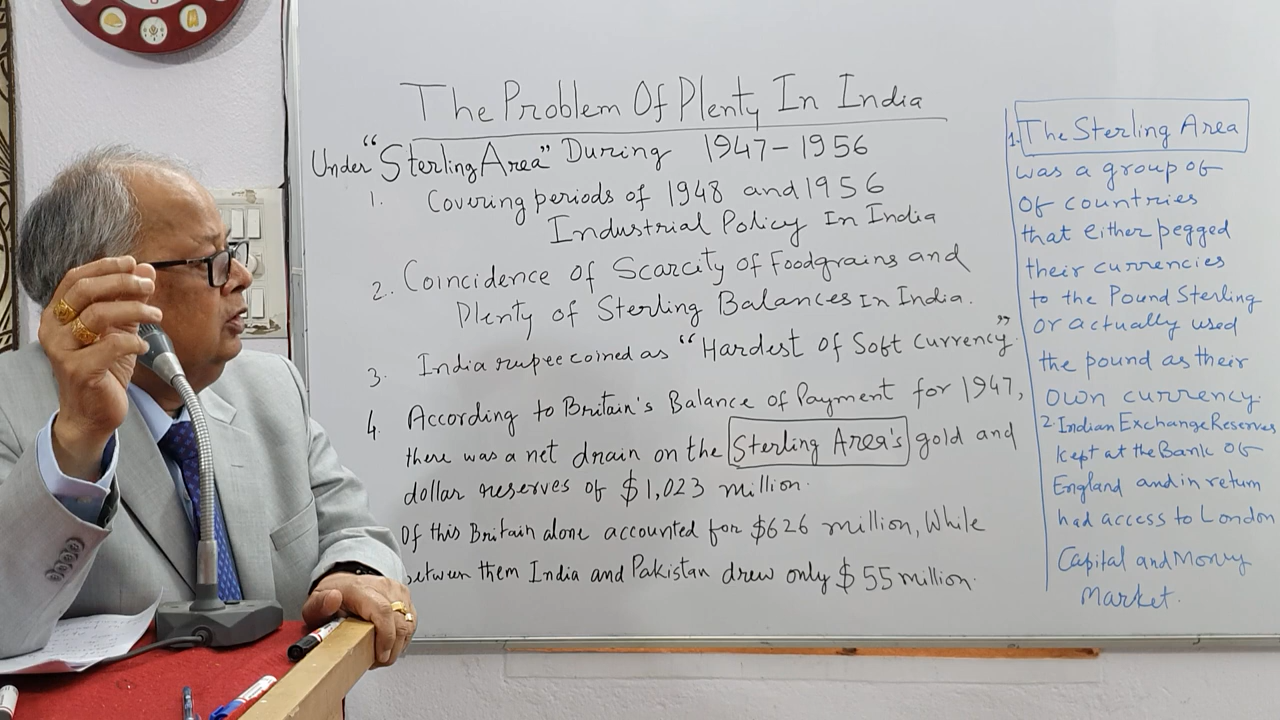 The Problem Of Plenty In India
Under "Sterling Area" During 1947-1956
1. Covering periods of 1948 and 1956
Industrial Policy In India
2. Coincidence of Scarcity of Foodgrains and
Plenty of Sterling Balances In India.
3. India rupee coined as "Hardest of Soft Currency"
4. According to Britain's Balance of Payment for 1947,
there was a net drain on the Sterling Area's gold and
dollar reserves of $1,023 million.
Of this Britain alone accounted for $626 million, While
between them India and Pakistan drew only $55 million.
1. The Sterling Area
was a group of
of countries
that either pegged
their currencies
to the Pound Sterling
or actually used
the pound as their
own currency.
2. Indian Exchange Reserves
kept at the Bank of
England and in return
had access to London
Capital and Money
Market.